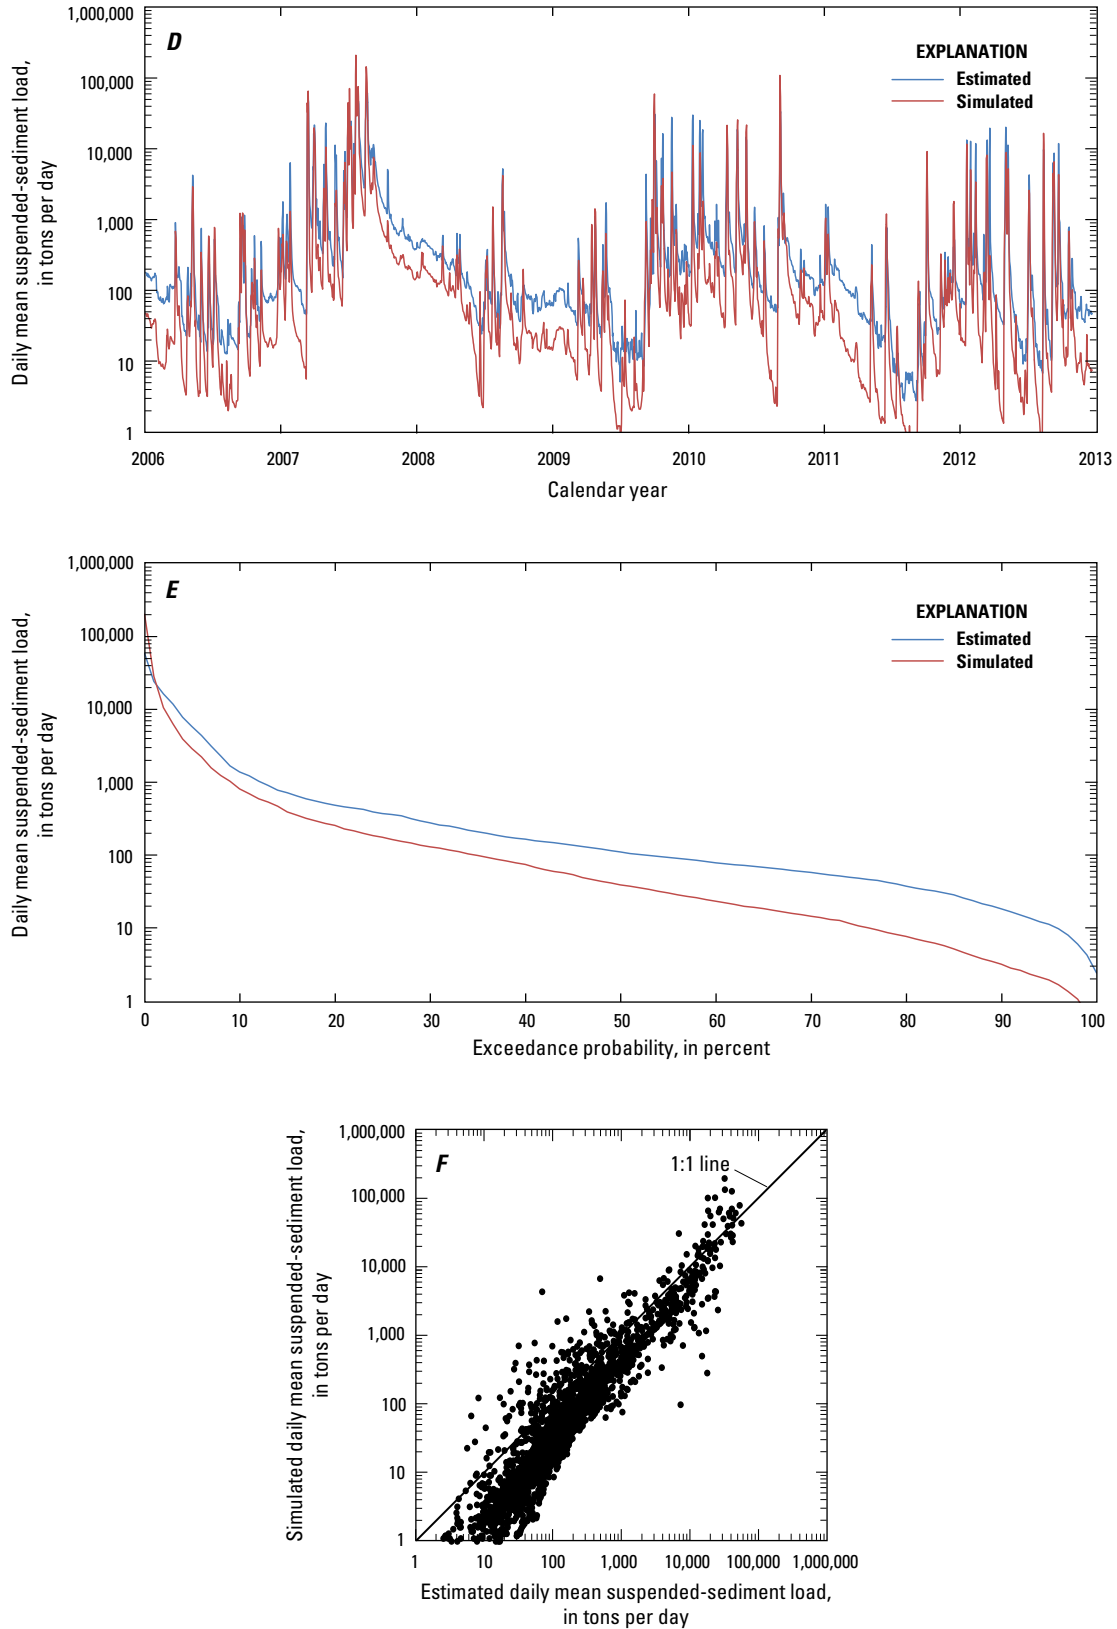 1,000,000
100,000
10,000
1,000
100
10
1
Daily mean suspended-sediment load,
in tons per day
D
EXPLANATION
Estimated
Simulated
2006 2007 2008 2009 2010 2011 2012 2013
Calendar year
1,000,000
100,000
10,000
1,000
100
10
1
Daily mean suspended-sediment load,
in tons per day
E
EXPLANATION
Estimated
Simulated
0 10 20 30 40 50 60 70 80 90 100
Exceedance probability, in percent
1,000,000
100,000
10,000
1,000
100
10
1
Simulated daily mean suspended-sediment load,
in tons per day
F
1:1 line
1 10 100 1,000 10,000 100,000 1,000,000
Estimated daily mean suspended-sediment load,
in tons per day